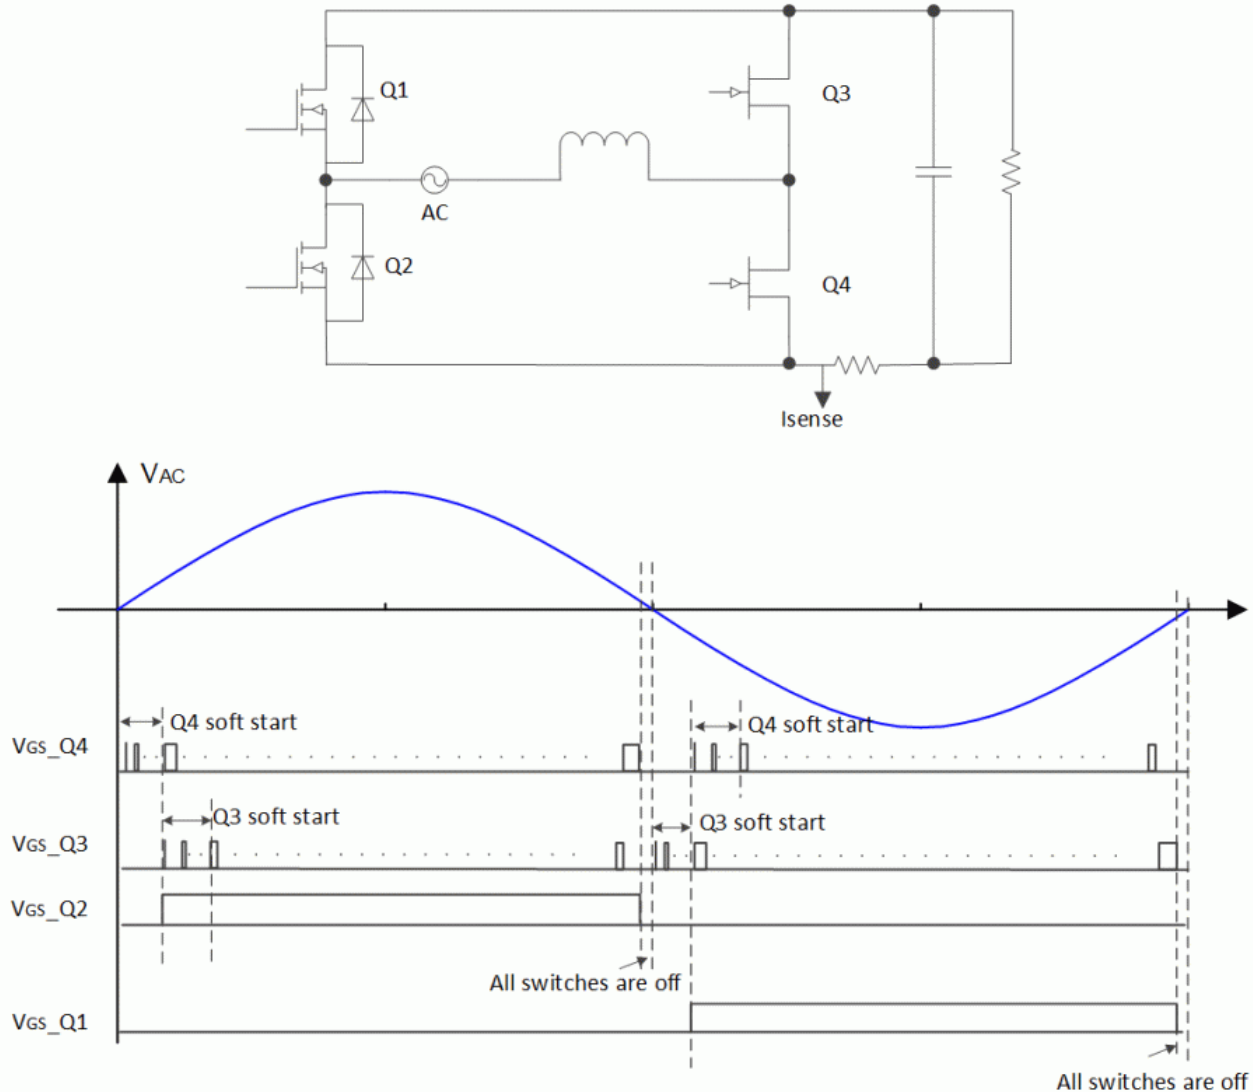 Q1
Q3
AC
Q2
Q4
Isense
VAC
Q4 soft start
Q4 soft start
VGS_Q4
Q3 soft start
Q3 soft start
VGS_Q3
VGS_Q2
All switches are off
VGS_Q1
All switches are off